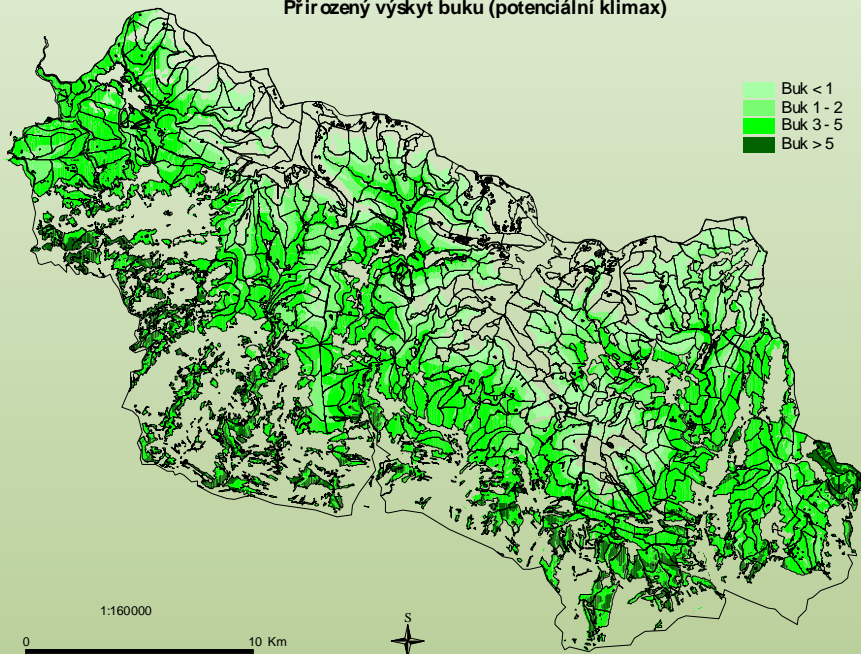 Přirozený výskyt buku (potenciální klimax)
Buk < 1
Buk 1 - 2
Buk 3 - 5
Buk > 5
1:160000
0 10 Km
S